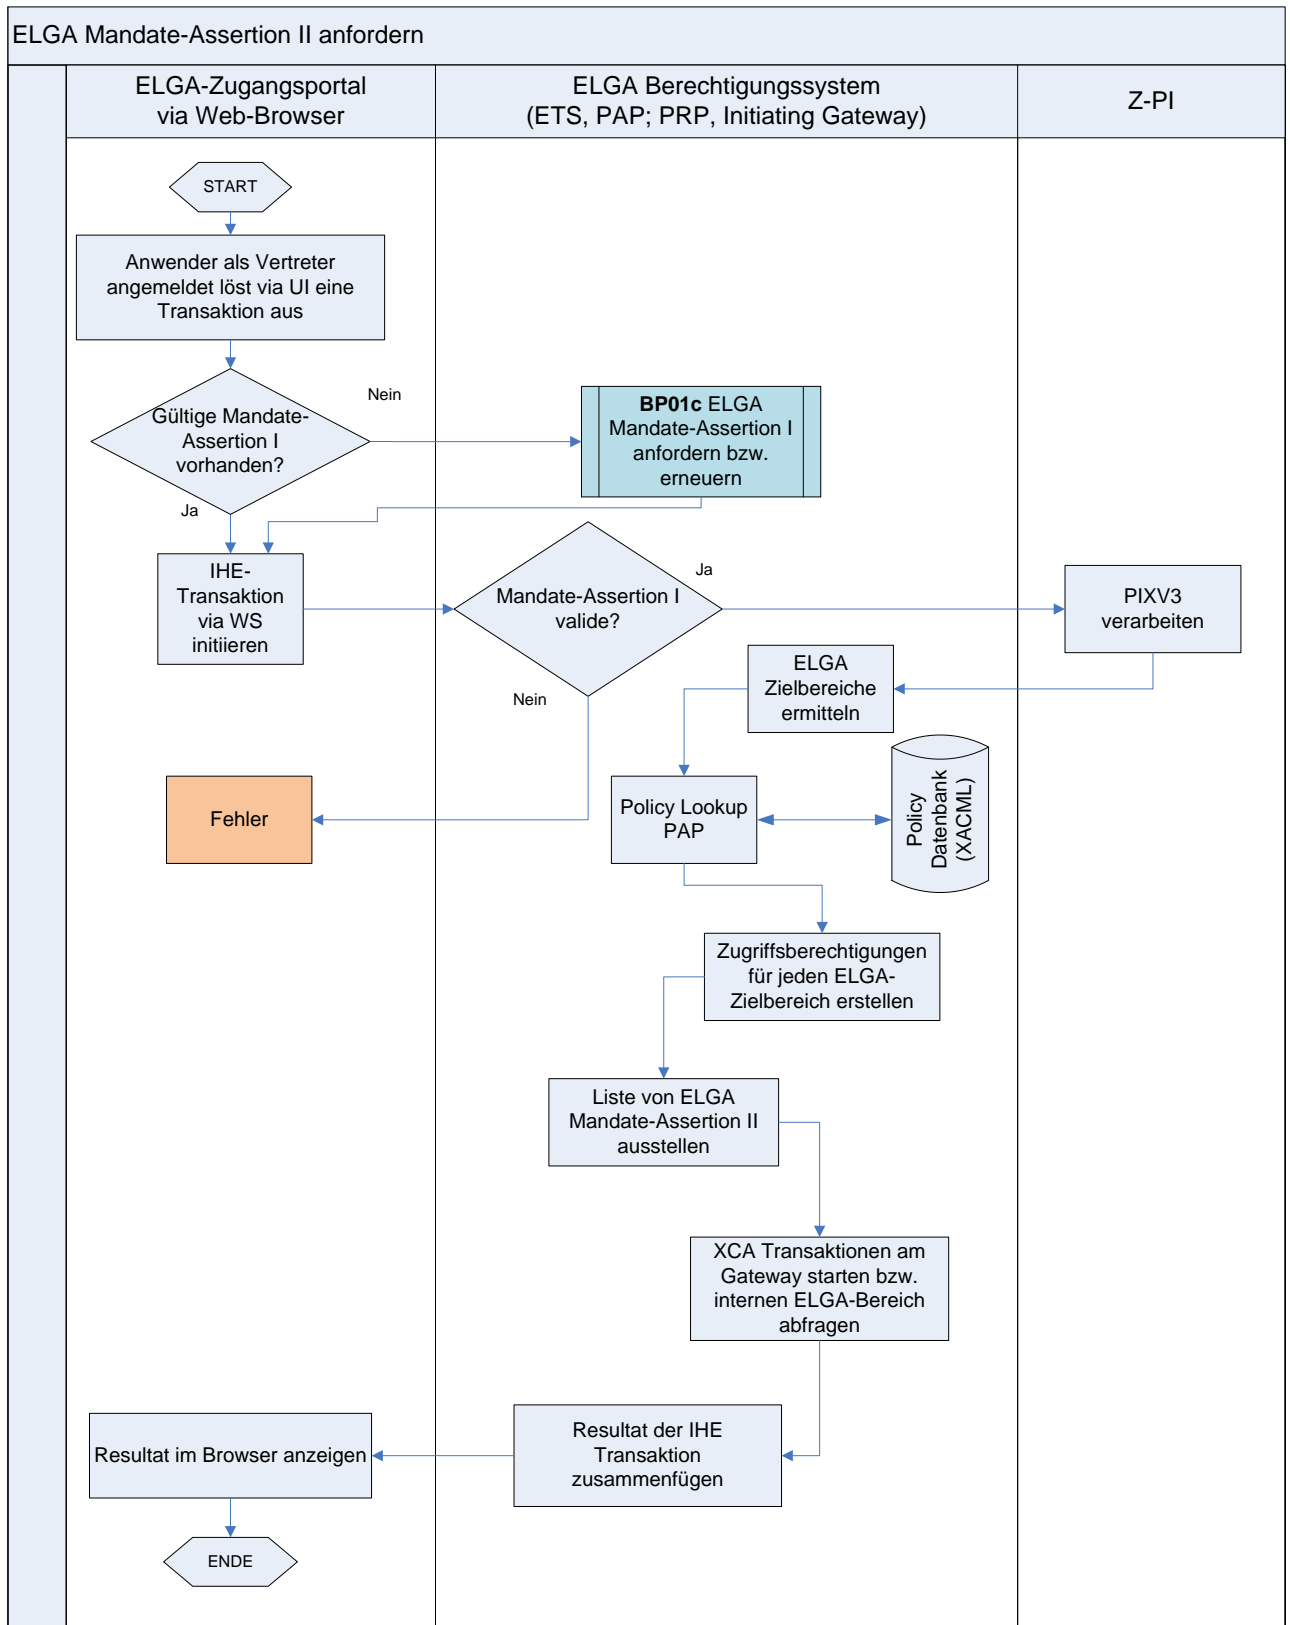 ELGA Mandate-Assertion II anfordern
ELGA-Zugangsportal
via Web-Browser
ELGA Berechtigungssystem
(ETS, PAP; PRP, Initiating Gateway)
Z-PI
START
Anwender als Vertreter
angemeldet löst via UI eine
Transaktion aus
Gültige Mandate-
Assertion I
vorhanden?
Nein
BP01c ELGA
Mandate-Assertion I
anfordern bzw.
erneuern
Ja
IHE-
Transaktion
via WS
initiieren
Mandate-Assertion I
valide?
Ja
PIXV3
verarbeiten
Nein
ELGA
Zielbereiche
ermitteln
Fehler
Policy Lookup
PAP
Policy
Datenbank
(XACML)
Zugriffsberechtigungen
für jeden ELGA-
Zielbereich erstellen
Liste von ELGA
Mandate-Assertion II
ausstellen
XCA Transaktionen am
Gateway starten bzw.
internen ELGA-Bereich
abfragen
Resultat der IHE
Transaktion
zusammenfügen
Resultat im Browser anzeigen
ENDE